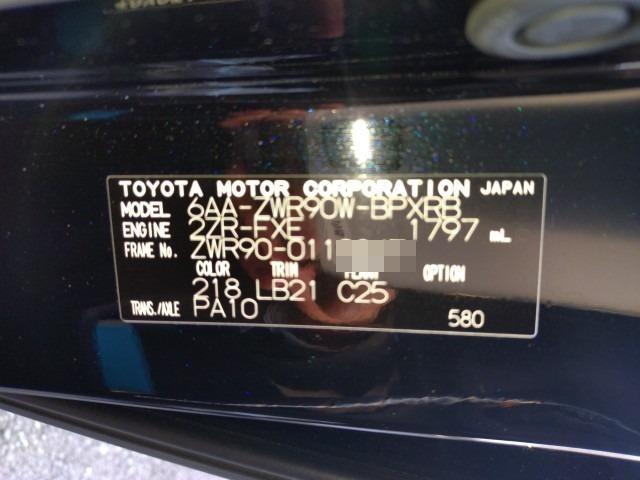 TOYOTA MOTOR CORPORATION JAPAN
MODEL 6AA-ZWR90W-BPXRB
ENGINE 2ZR-FXE 1797 mL
FRAME No. ZWR90-011
COLOR TRIM PLANT OPTION
218 LB21 C25
TRANS./AXLE PA10 580